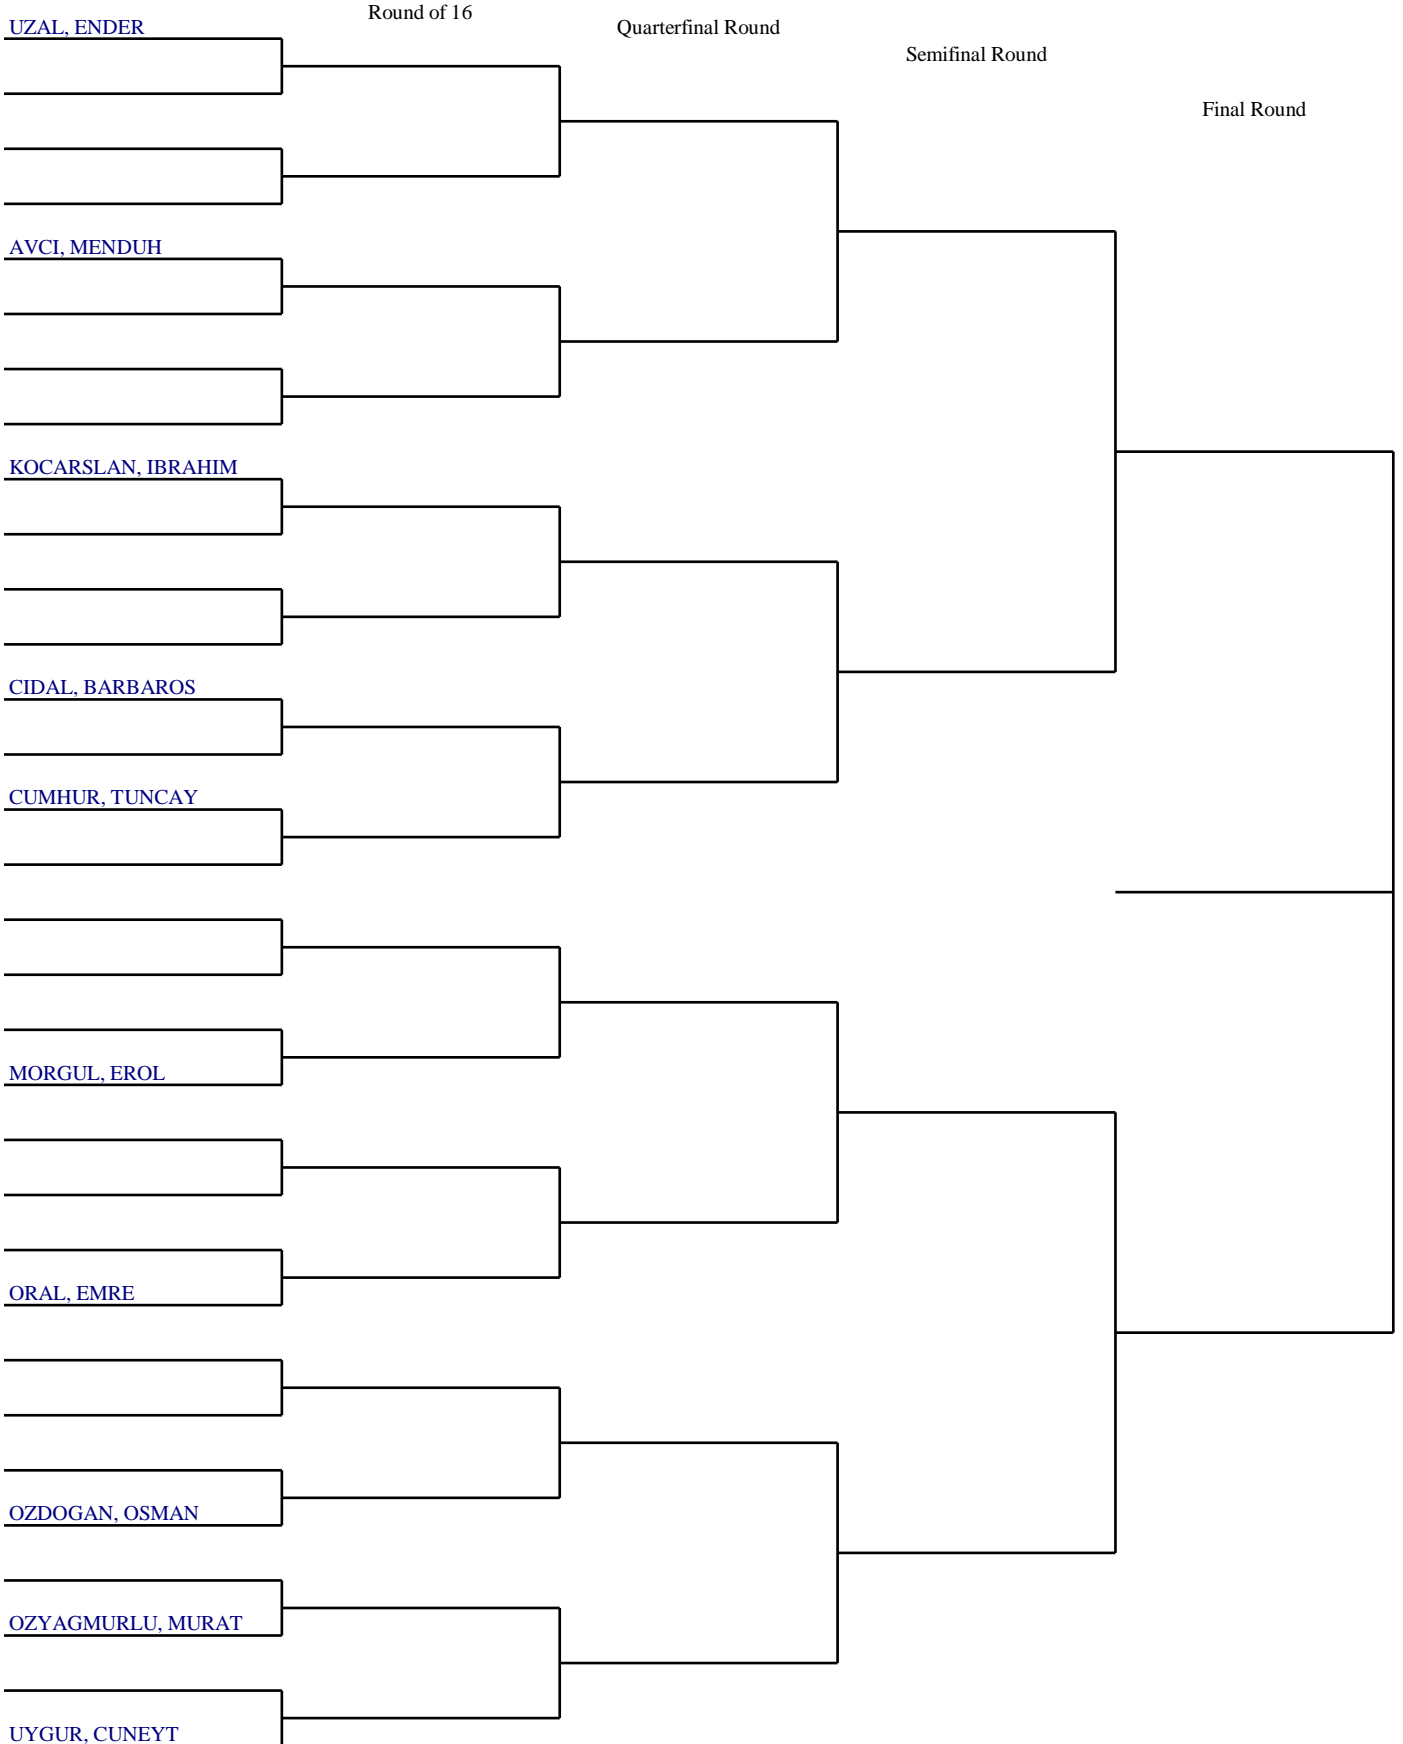 UZAL, ENDER
Round of 16
Quarterfinal Round
Semifinal Round
Final Round
AVCI, MENDUH
KOCARSLAN, IBRAHIM
CIDAL, BARBAROS
CUMHUR, TUNCAY
MORGUL, EROL
ORAL, EMRE
OZDOGAN, OSMAN
OZYAGMURLU, MURAT
UYGUR, CUNEYT